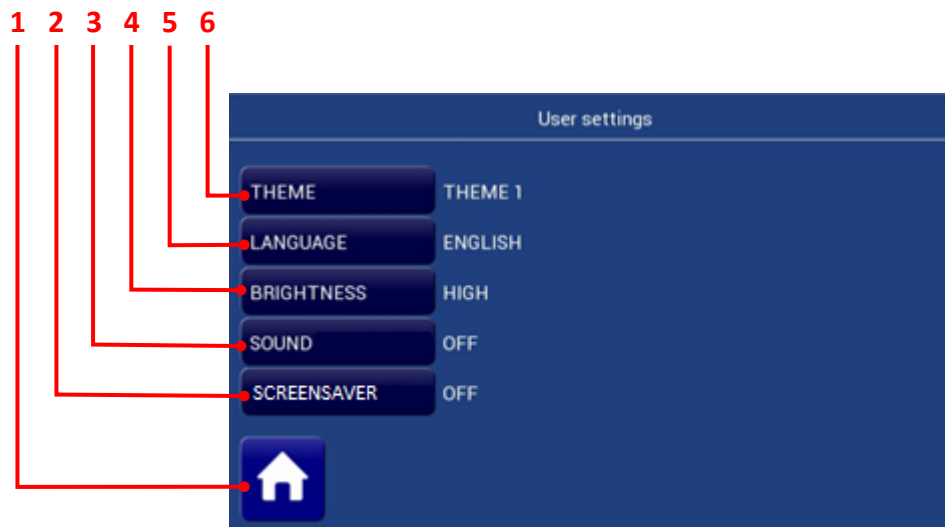 1 2 3 4 5 6
User settings
THEME THEME 1
LANGUAGE ENGLISH
BRIGHTNESS HIGH
SOUND OFF
SCREENSAVER OFF